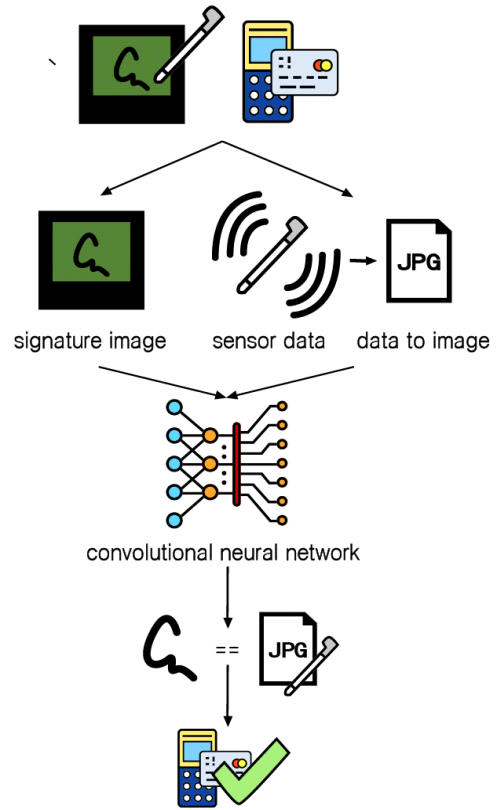 JPG
signature image
sensor data
data to image
convolutional neural network
==
JPG